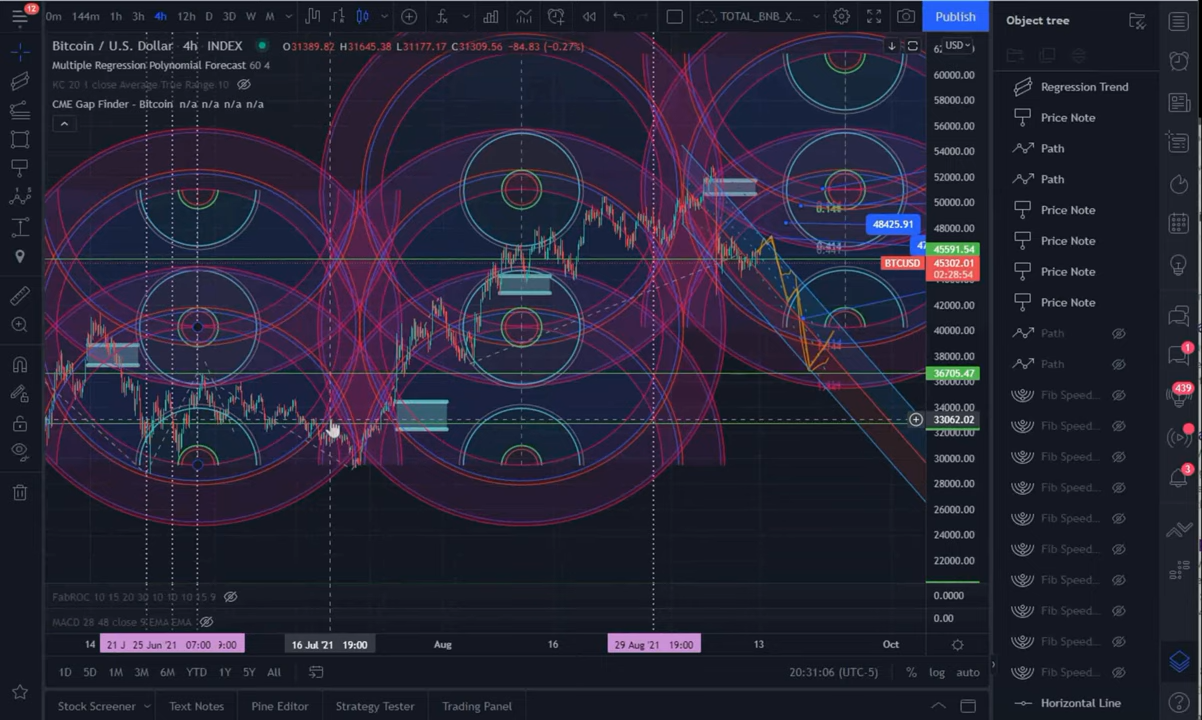 12
0m 144m 1h 3h 4h 12h D 3D W M TOTAL_BNB_X... Publish
Object tree
Bitcoin / U.S. Dollar 4h INDEX O31389.82 H31645.38 L31177.17 C31309.56 −84.83 (−0.27%)
USD
Multiple Regression Polynomial Forecast 60 4
KC 20 1 close Average True Range 10
CME Gap Finder - Bitcoin n/a n/a n/a n/a
60000.00
58000.00
56000.00
54000.00
52000.00
50000.00
48425.91
48000.00
45591.54
BTCUSD 45302.01
02:28:54
42000.00
40000.00
38000.00
36705.47
36000.00
34000.00
33062.02
32000.00
30000.00
28000.00
26000.00
24000.00
22000.00
Regression Trend
Price Note
Path
Path
Price Note
Price Note
Price Note
Price Note
Path
Path
Fib Speed...
Fib Speed...
Fib Speed...
Fib Speed...
Fib Speed...
Fib Speed...
Fib Speed...
Fib Speed...
Fib Speed...
Fib Speed...
Horizontal Line
1
439
3
FabROC 10 15 20 30 10 10 10 15 9
0.0000
MACD 28 48 close 9 EMA EMA
0.00
14 21 J 25 Jun '21 07:00 9:00 16 Jul '21 19:00 Aug 16 29 Aug '21 19:00 13 Oct
1D 5D 1M 3M 6M YTD 1Y 5Y All 20:31:06 (UTC-5) % log auto
Stock Screener Text Notes Pine Editor Strategy Tester Trading Panel